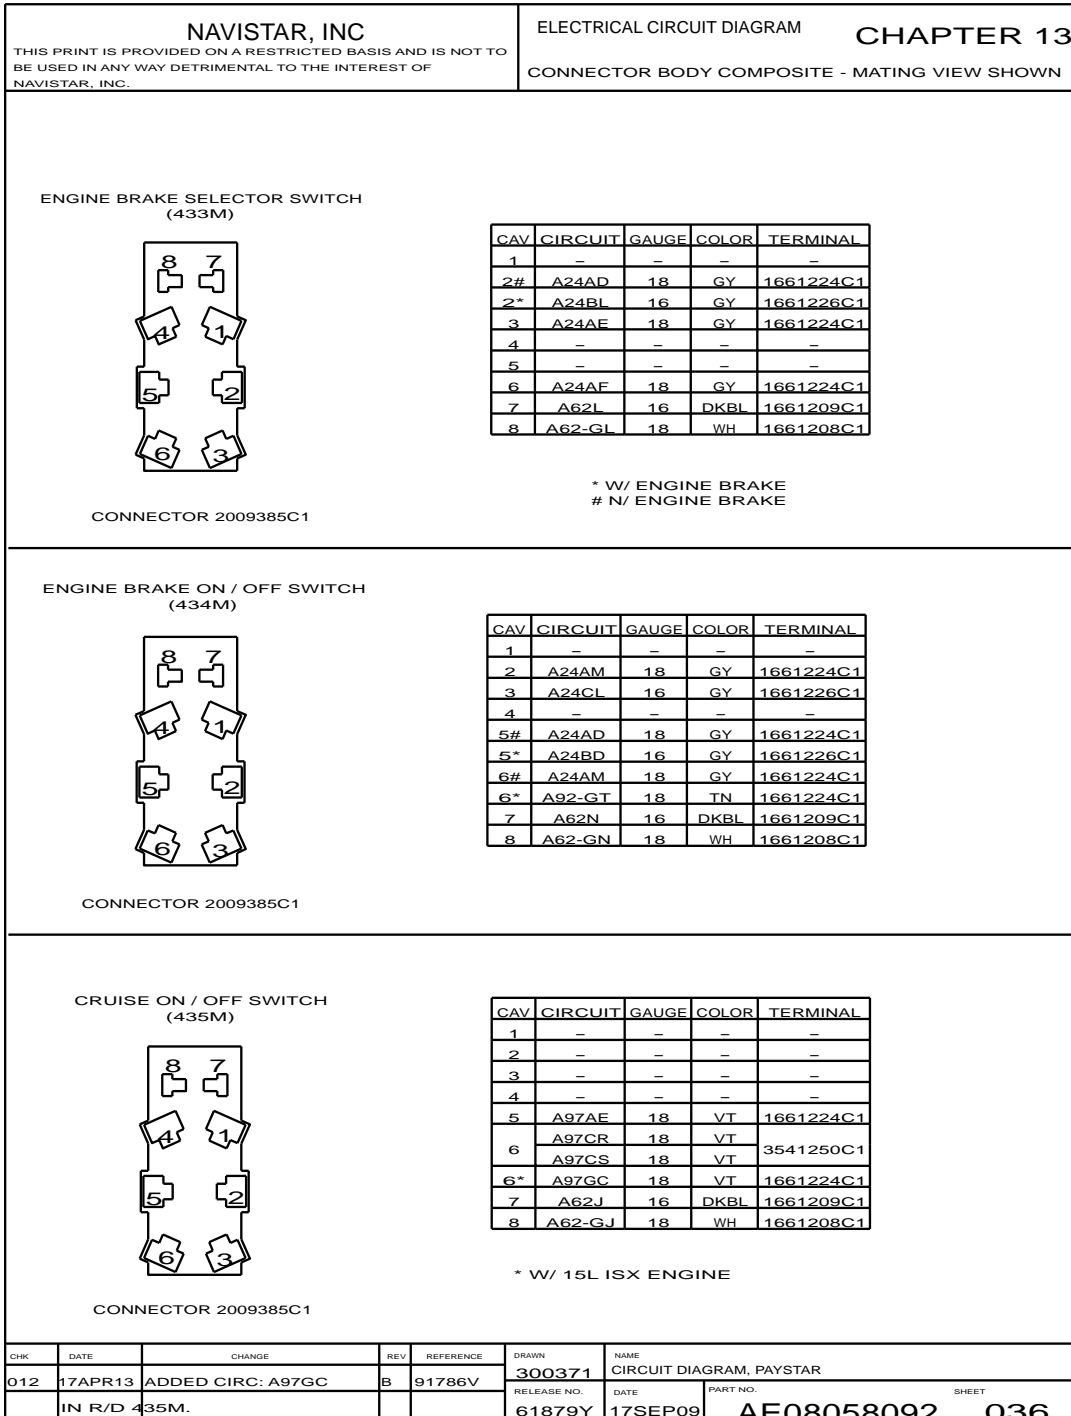 NAVISTAR, INC
THIS PRINT IS PROVIDED ON A RESTRICTED BASIS AND IS NOT TO
BE USED IN ANY WAY DETRIMENTAL TO THE INTEREST OF
NAVISTAR, INC.
ELECTRICAL CIRCUIT DIAGRAM
CHAPTER 13
CONNECTOR BODY COMPOSITE - MATING VIEW SHOWN
ENGINE BRAKE SELECTOR SWITCH
(433M)
8 7
4 1
5 2
6 3
CONNECTOR 2009385C1
CAV CIRCUIT GAUGE COLOR TERMINAL
1 – – – –
2# A24AD 18 GY 1661224C1
2* A24BL 16 GY 1661226C1
3 A24AE 18 GY 1661224C1
4 – – – –
5 – – – –
6 A24AF 18 GY 1661224C1
7 A62L 16 DKBL 1661209C1
8 A62-GL 18 WH 1661208C1
* W/ ENGINE BRAKE
# N/ ENGINE BRAKE
ENGINE BRAKE ON / OFF SWITCH
(434M)
8 7
4 1
5 2
6 3
CONNECTOR 2009385C1
CAV CIRCUIT GAUGE COLOR TERMINAL
1 – – – –
2 A24AM 18 GY 1661224C1
3 A24CL 16 GY 1661226C1
4 – – – –
5# A24AD 18 GY 1661224C1
5* A24BD 16 GY 1661226C1
6# A24AM 18 GY 1661224C1
6* A92-GT 18 TN 1661224C1
7 A62N 16 DKBL 1661209C1
8 A62-GN 18 WH 1661208C1
CRUISE ON / OFF SWITCH
(435M)
8 7
4 1
5 2
6 3
CONNECTOR 2009385C1
CAV CIRCUIT GAUGE COLOR TERMINAL
1 – – – –
2 – – – –
3 – – – –
4 – – – –
5 A97AE 18 VT 1661224C1
6 A97CR 18 VT 3541250C1
A97CS 18 VT
6* A97GC 18 VT 1661224C1
7 A62J 16 DKBL 1661209C1
8 A62-GJ 18 WH 1661208C1
* W/ 15L ISX ENGINE
CHK DATE CHANGE REV REFERENCE
012 17APR13 ADDED CIRC: A97GC B 91786V
IN R/D 435M.
DRAWN
300371
NAME
CIRCUIT DIAGRAM, PAYSTAR
RELEASE NO.
61879Y
DATE
17SEP09
PART NO.
AE08058092
SHEET
036